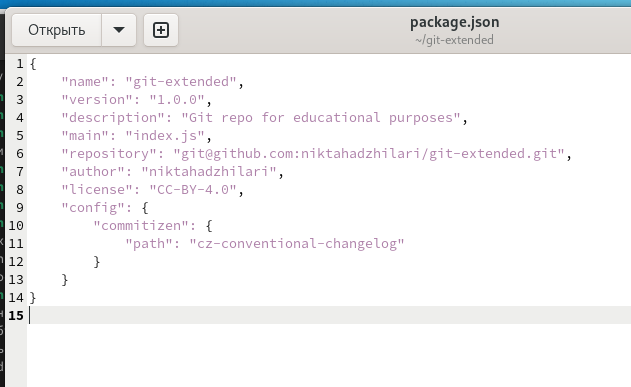 Открыть
package.json
~/git-extended
1 {
2     "name": "git-extended",
3     "version": "1.0.0",
4     "description": "Git repo for educational purposes",
5     "main": "index.js",
6     "repository": "git@github.com:niktahadzhilari/git-extended.git",
7     "author": "niktahadzhilari",
8     "license": "CC-BY-4.0",
9     "config": {
10         "commitizen": {
11             "path": "cz-conventional-changelog"
12         }
13     }
14 }
15